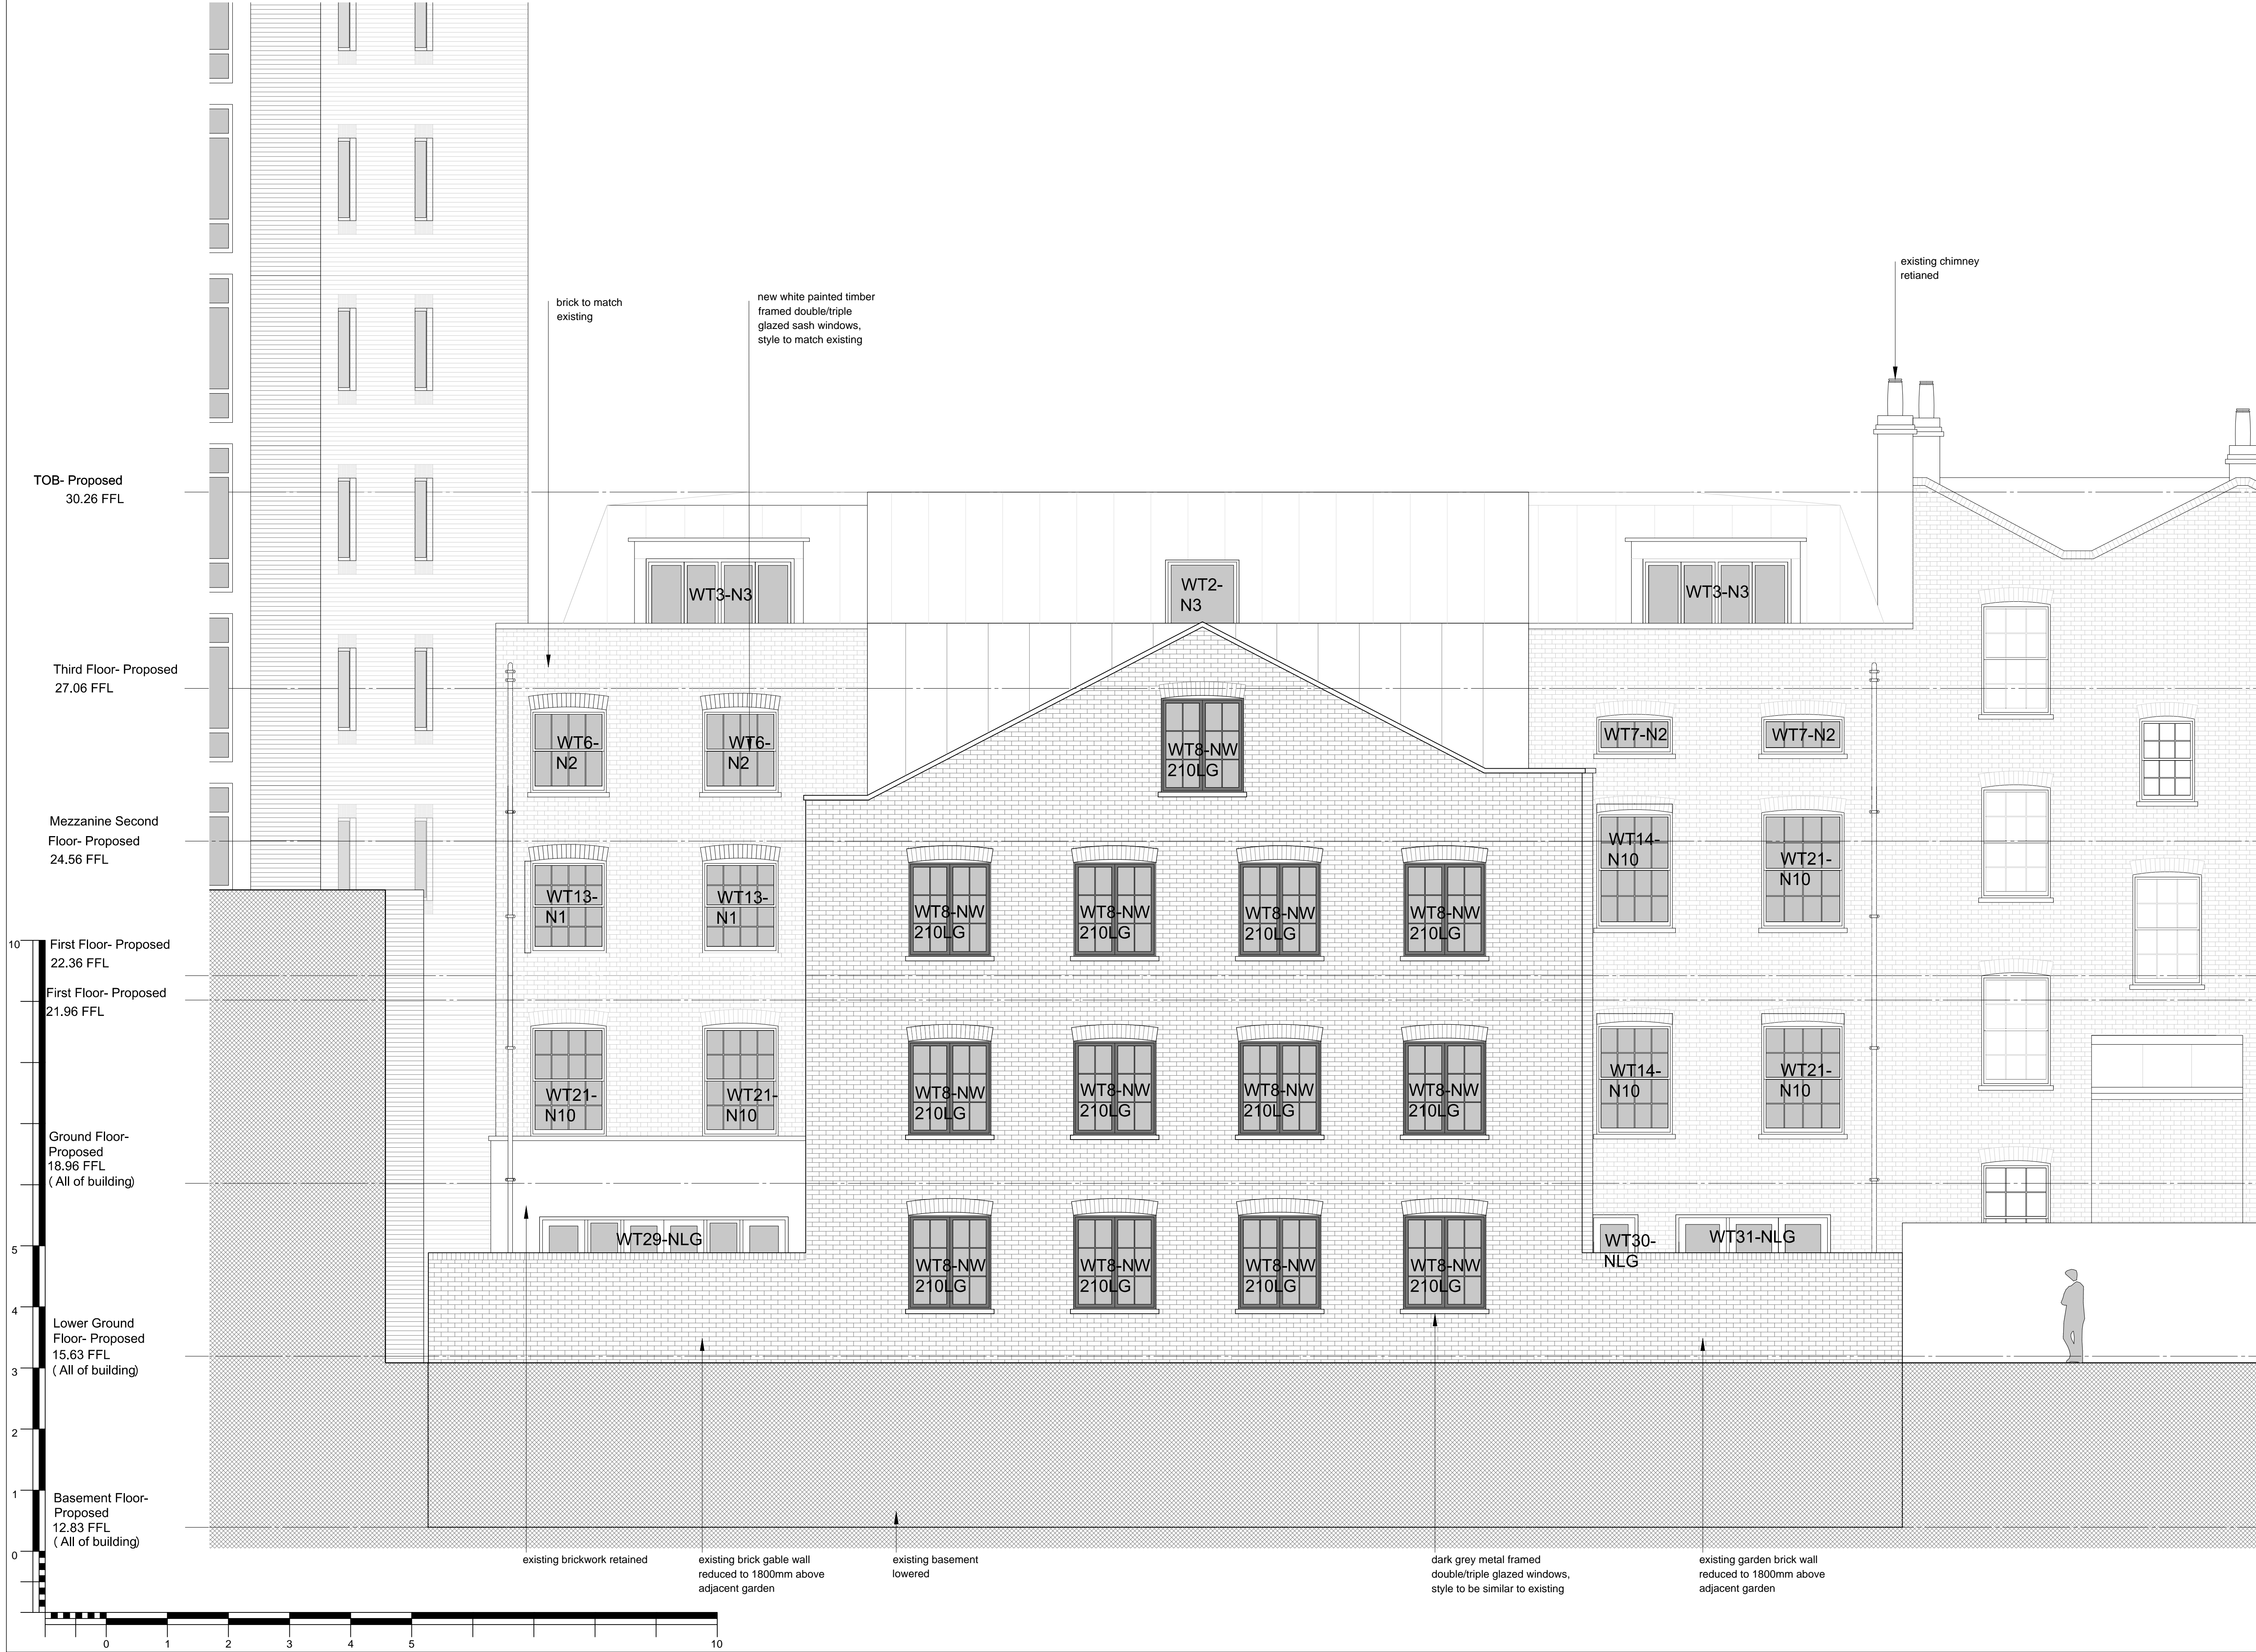 existing chimney
retianed
brick to match
existing
new white painted timber
framed double/triple
glazed sash windows,
style to match existing
TOB- Proposed
30.26 FFL
WT3-N3
WT2-
N3
WT3-N3
Third Floor- Proposed
27.06 FFL
WT6-
N2
WT6-
N2
WT8-NW
210LG
WT7-N2
WT7-N2
Mezzanine Second
Floor- Proposed
24.56 FFL
WT13-
N1
WT13-
N1
WT8-NW
210LG
WT8-NW
210LG
WT8-NW
210LG
WT8-NW
210LG
WT14-
N10
WT21-
N10
10
First Floor- Proposed
22.36 FFL
First Floor- Proposed
21.96 FFL
WT21-
N10
WT21-
N10
WT8-NW
210LG
WT8-NW
210LG
WT8-NW
210LG
WT8-NW
210LG
WT14-
N10
WT21-
N10
Ground Floor-
Proposed
18.96 FFL
( All of building)
WT29-NLG
WT8-NW
210LG
WT8-NW
210LG
WT8-NW
210LG
WT8-NW
210LG
WT30-
NLG
WT31-NLG
5
4
Lower Ground
Floor- Proposed
15.63 FFL
( All of building)
3
2
1
Basement Floor-
Proposed
12.83 FFL
( All of building)
0
existing brickwork retained
existing brick gable wall
reduced to 1800mm above
adjacent garden
existing basement
lowered
dark grey metal framed
double/triple glazed windows,
style to be similar to existing
existing garden brick wall
reduced to 1800mm above
adjacent garden
0 1 2 3 4 5 10